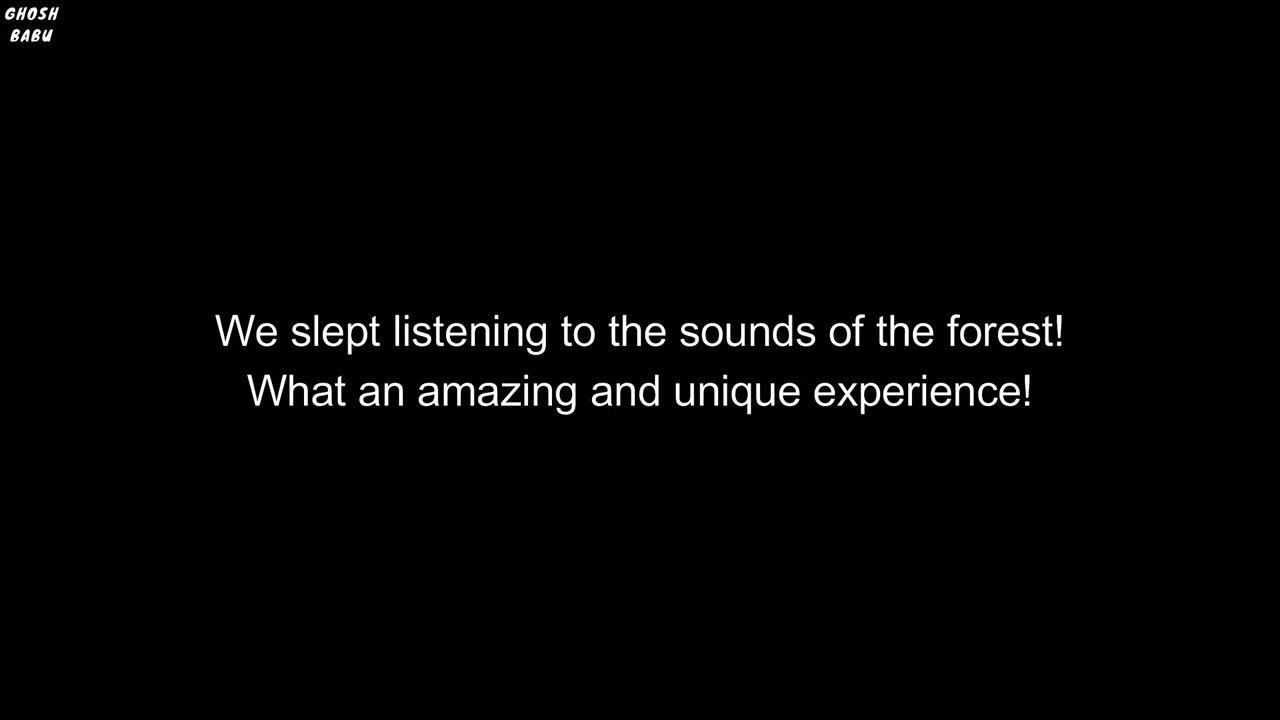 GHOSH
BABU
We slept listening to the sounds of the forest!
What an amazing and unique experience!